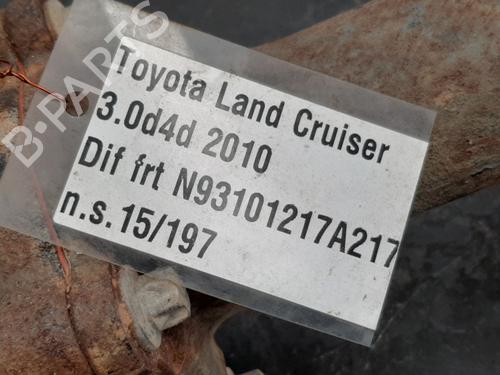 Toyota Land Cruiser
3.0d4d 2010
Dif frt N93101217A217
n.s.15/197
B-PARTS